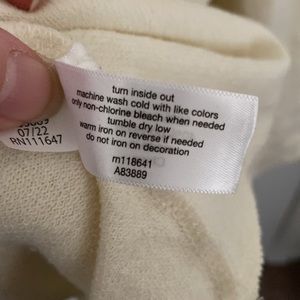 07/22
RN111647
turn inside out
machine wash cold with like colors
only non-chlorine bleach when needed
tumble dry low
warm iron on reverse if needed
do not iron on decoration
rn118641
A83889